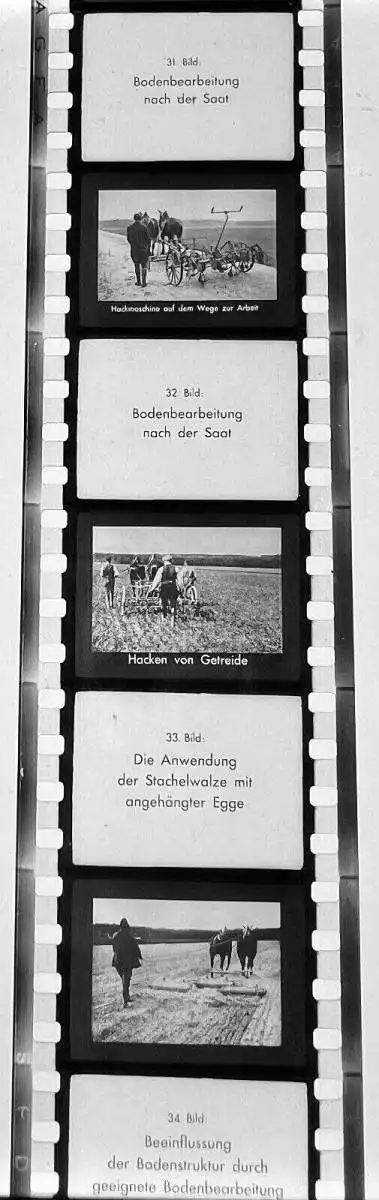 AGFA
31. Bild:
Bodenbearbeitung
nach der Saat
Hackmaschine auf dem Wege zur Arbeit
32. Bild:
Bodenbearbeitung
nach der Saat
Hacken von Getreide
33. Bild:
Die Anwendung
der Stachelwalze mit
angehängter Egge
34. Bild:
Beeinflussung
der Bodenstruktur durch
geeignete Bodenbearbeitung